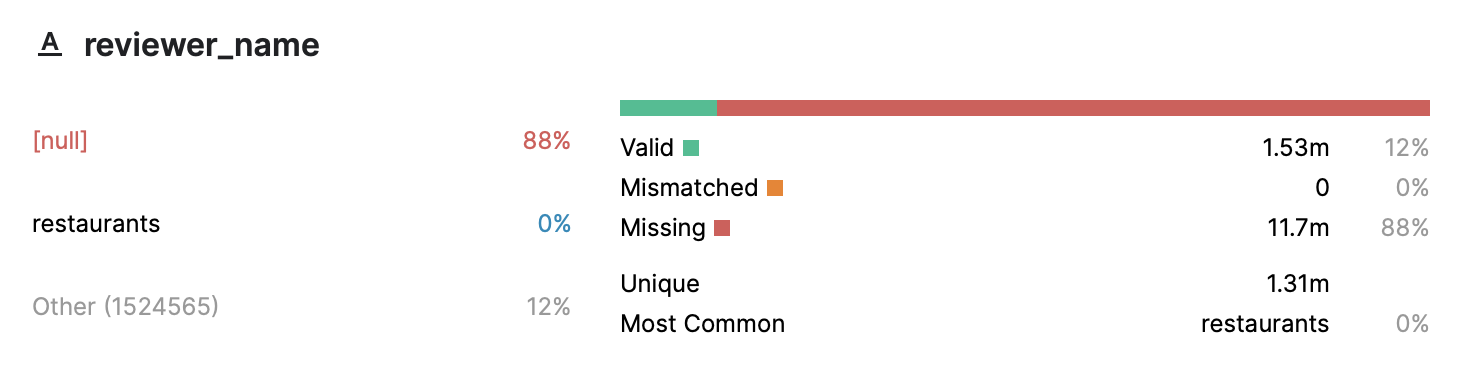 A reviewer_name
[null] 88%
restaurants 0%
Other (1524565) 12%
Valid 1.53m 12%
Mismatched 0 0%
Missing 11.7m 88%
Unique 1.31m
Most Common restaurants 0%